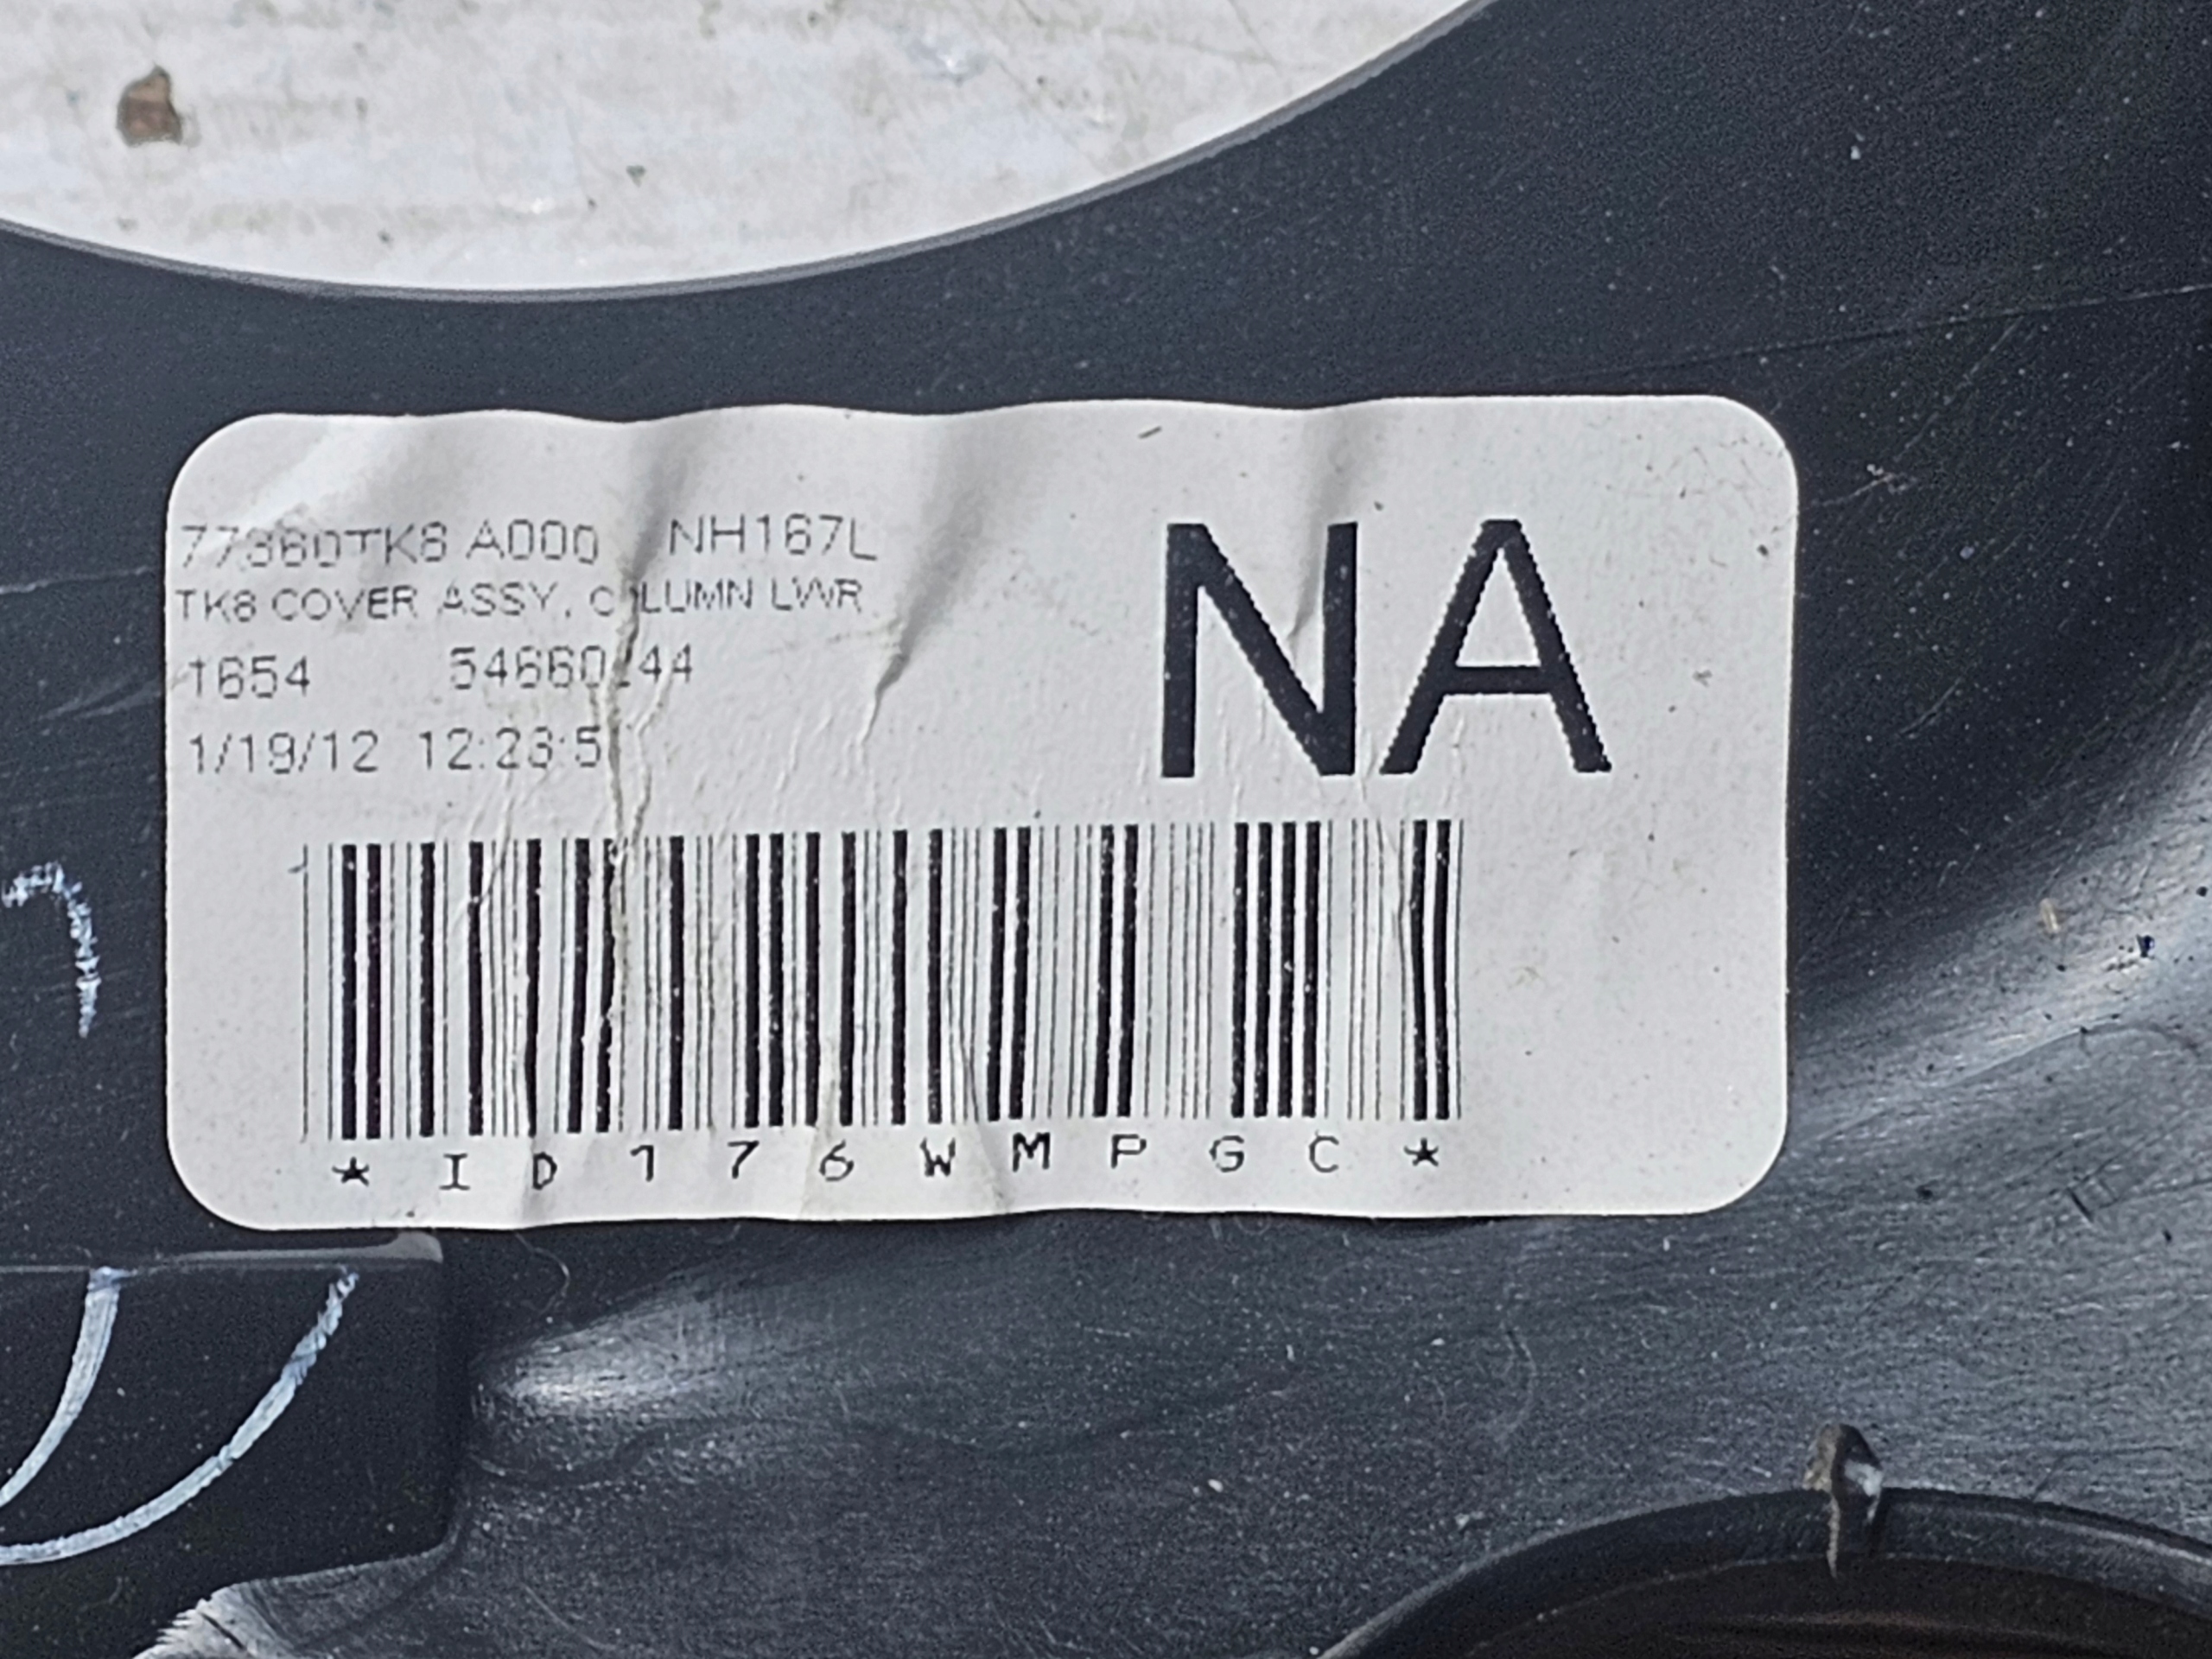 77360TK8 A000 NH167L
TK8 COVER ASSY, COLUMN LWR
1654
1/19/12
NA
*ID176WMPGC*